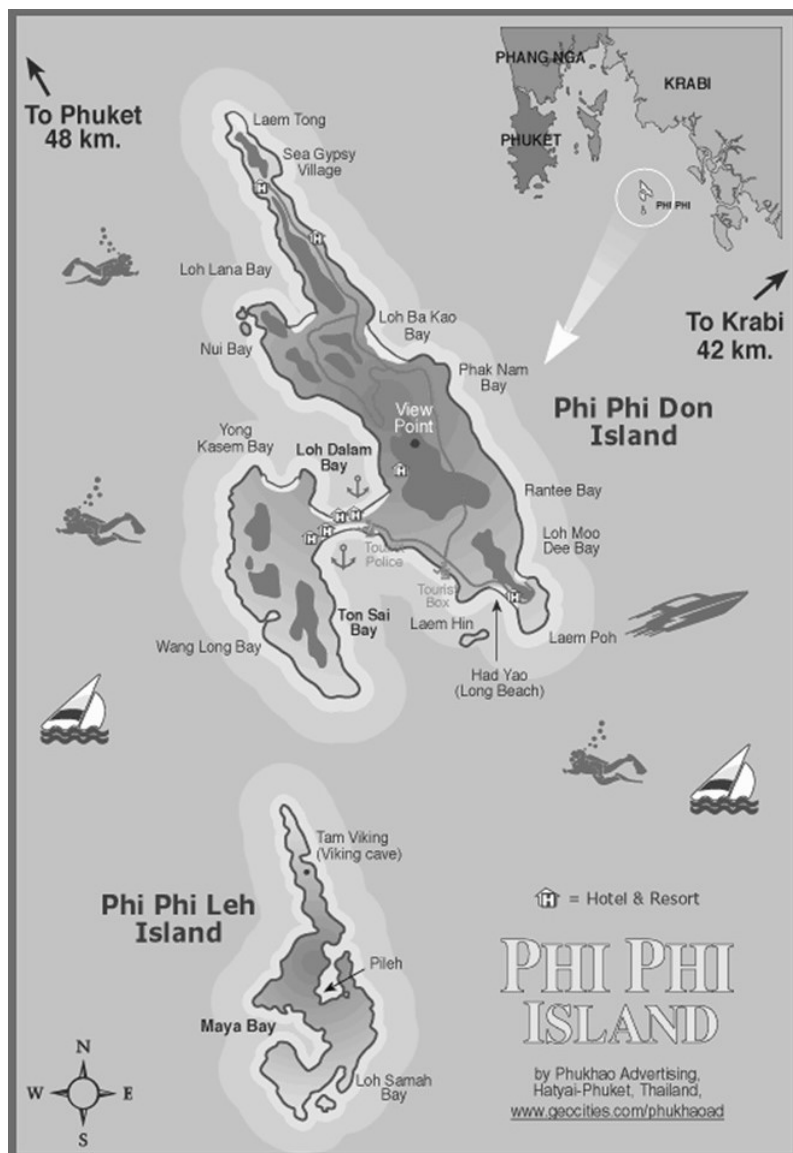 To Phuket
48 km.
PHANG NGA
KRABI
PHUKET
PHI PHI
To Krabi
42 km.
Laem Tong
Sea Gypsy
Village
Loh Lana Bay
Loh Ba Kao
Bay
Nui Bay
Phak Nam
Bay
View
Point
Phi Phi Don
Island
Yong
Kasem Bay
Loh Dalam
Bay
Rantee Bay
Loh Moo
Dee Bay
Tourist
Police
Tourist
Box
Ton Sai
Bay
Laem Hin
Wang Long Bay
Laem Poh
Had Yao
(Long Beach)
Tam Viking
(Viking cave)
Phi Phi Leh
Island
Pileh
Maya Bay
Loh Samah
Bay
H = Hotel & Resort
PHI PHI
ISLAND
by Phukhao Advertising,
Hatyai-Phuket, Thailand,
www.geocities.com/phukhaoad
N
W E
S